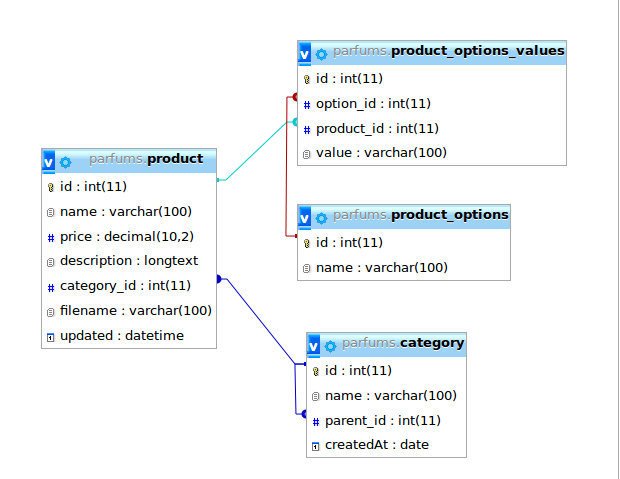 parfums.product_options_values
id : int(11)
option_id : int(11)
product_id : int(11)
value : varchar(100)
parfums.product
id : int(11)
name : varchar(100)
price : decimal(10,2)
description : longtext
category_id : int(11)
filename : varchar(100)
updated : datetime
parfums.product_options
id : int(11)
name : varchar(100)
parfums.category
id : int(11)
name : varchar(100)
parent_id : int(11)
createdAt : date